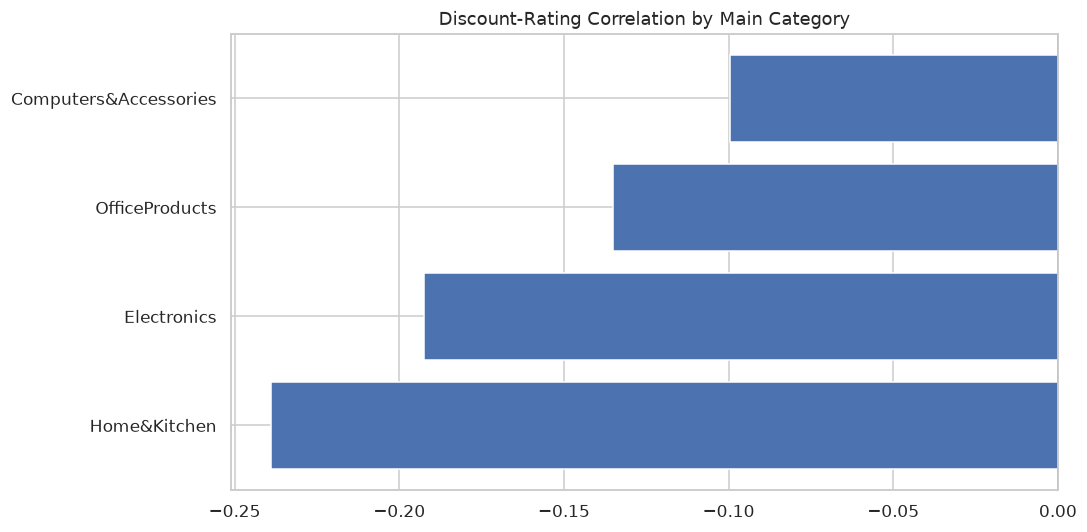 Discount-Rating Correlation by Main Category
Computers&Accessories
OfficeProducts
Electronics
Home&Kitchen
−0.25 −0.20 −0.15 −0.10 −0.05 0.00